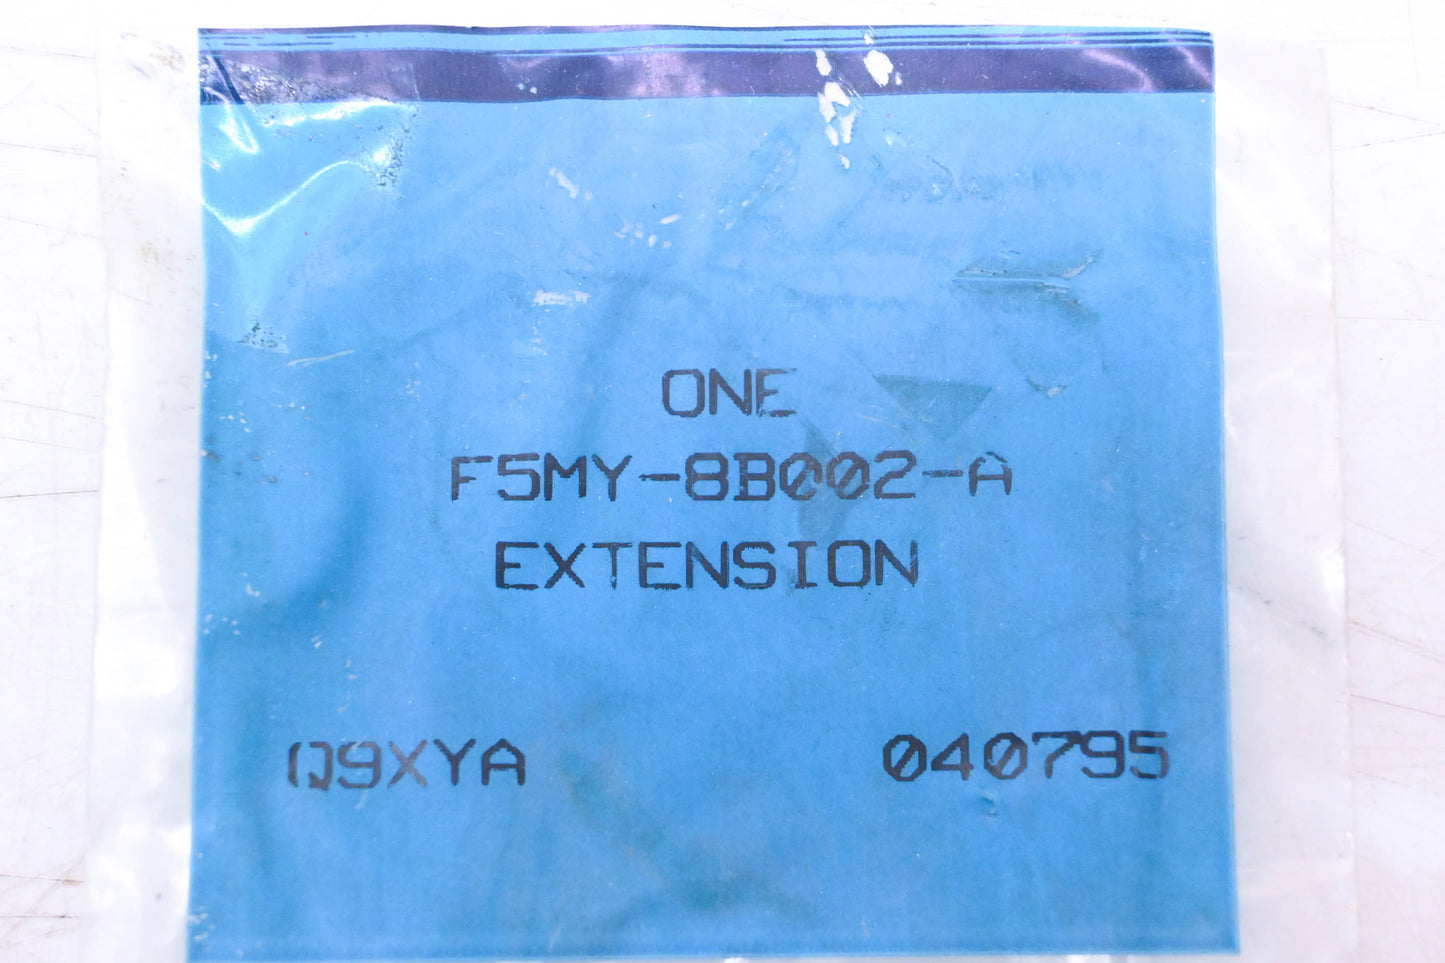 ONE
F5MY-8B002-A
EXTENSION
Q9XYA 040795